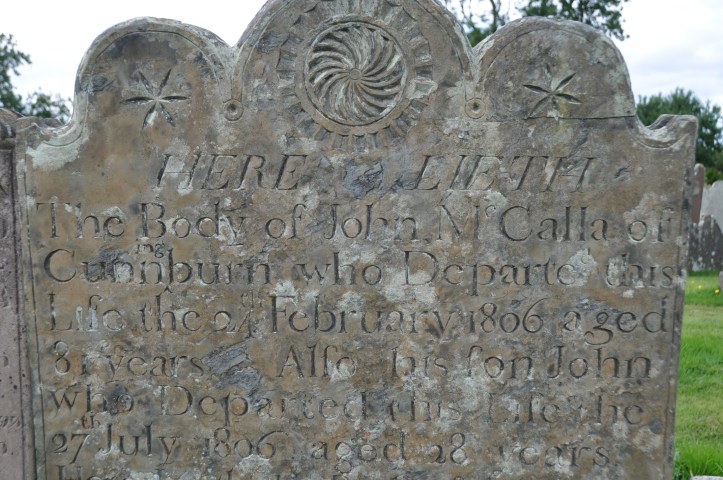 HERE LIETH
The Body of John McCalla of
Cunnburn who Departed this
Life the 24th February 1806 aged
81 years Alſo his ſon John
who Departed this Life the
27th July 1806 aged 28 years